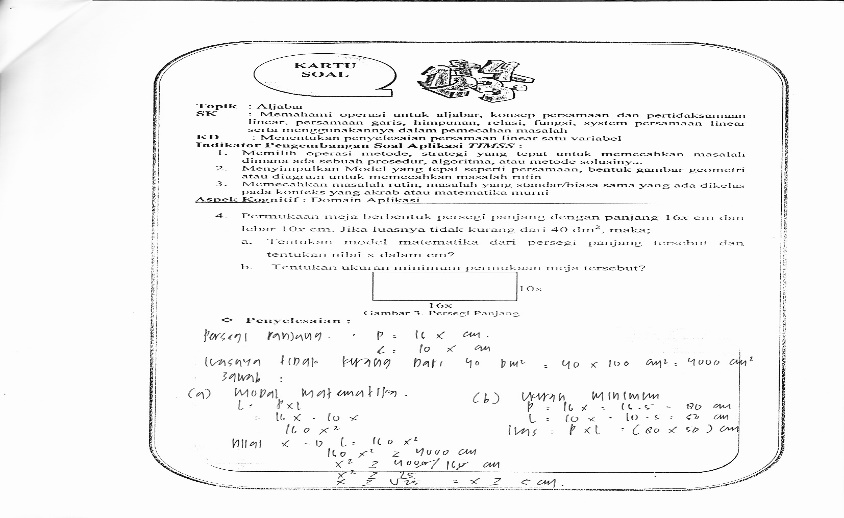 KARTU
SOAL
Topik : Aljabar
SK : Memahami operasi untuk aljabar, konsep persamaan dan pertidaksamaan
linear, persamaan garis, himpunan, relasi, fungsi, system persamaan linear
serta menggunakannya dalam pemecahan masalah
KD : Menentukan penyelesaian persamaan linear satu variabel
Indikator Pengembangan Soal Aplikasi TIMSS :
1. Memilih operasi metode, strategi yang tepat untuk memecahkan masalah
dimana ada sebuah prosedur, algoritma, atau metode solusiny...
2. Menyimpulkan Model yang tepat seperti persamaan, bentuk gambar geometri
atau diagram untuk memecahkan masalah rutin
3. Memecahkan masalah rutin, masalah yang standar/biasa sama yang ada dikelas
pada konteks yang akrab atau matematika murni
Aspek Kognitif : Domain Aplikasi
4. Permukaan meja berbentuk persegi panjang dengan panjang 16x cm dan
lebar 10x cm. Jika luasnya tidak kurang dari 40 dm², maka;
a. Tentukan model matematika dari persegi panjang tersebut dan
tentukan nilai x dalam cm?
b. Tentukan ukuran minimum permukaan meja tersebut?
10x
16x
Gambar 3. Persegi Panjang
❖ Penyelesaian :
Persegi panjang . P = 16 x cm .
L = 10 x cm
luasnya tidak kurang dari 40 dm² = 40 x 100 cm² = 4000 cm²
Jawab :
(a) Model matematika .
L = P x l
= 16 x . 10 x
160 x²
Nilai x → L = 160 x²
160 x² ≥ 4000 cm
x² ≥ 4000 / 160 cm
x² ≥ 25
x ≥ √25 = x ≥ 5 cm .
(b) Ukuran Minimum
P = 16 x = 16 . 5 = 80 cm
L = 10 x = 10 . 5 = 50 cm
luas = P x L = ( 80 x 50 ) cm